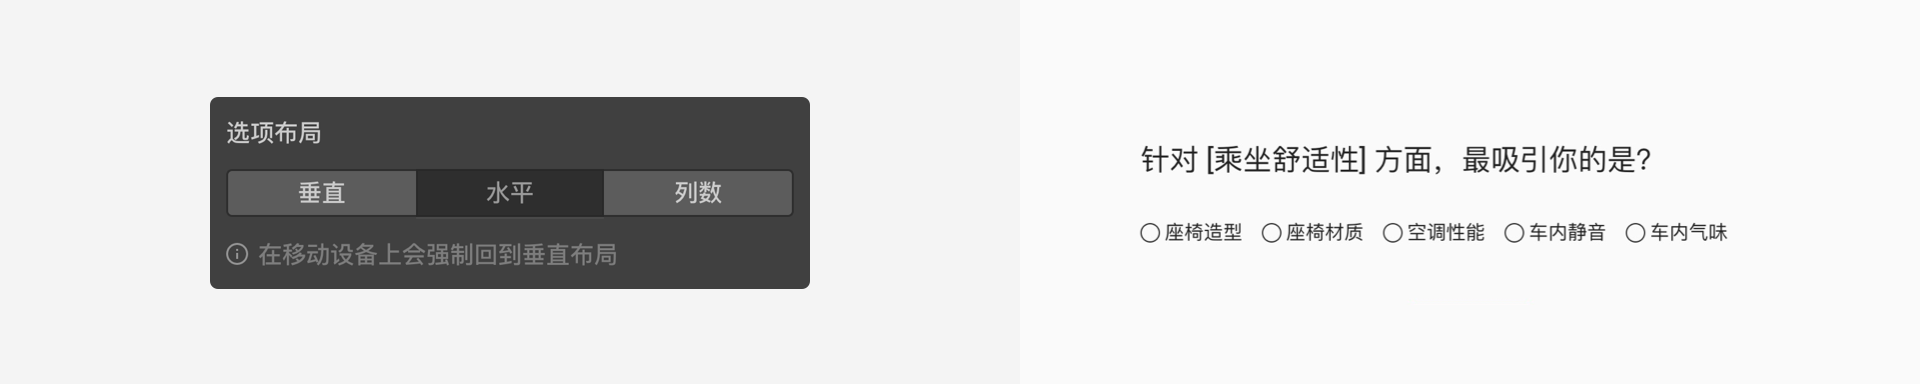 选项布局
垂直 水平 列数
在移动设备上会强制回到垂直布局
针对 [乘坐舒适性] 方面，最吸引你的是？
座椅造型 座椅材质 空调性能 车内静音 车内气味